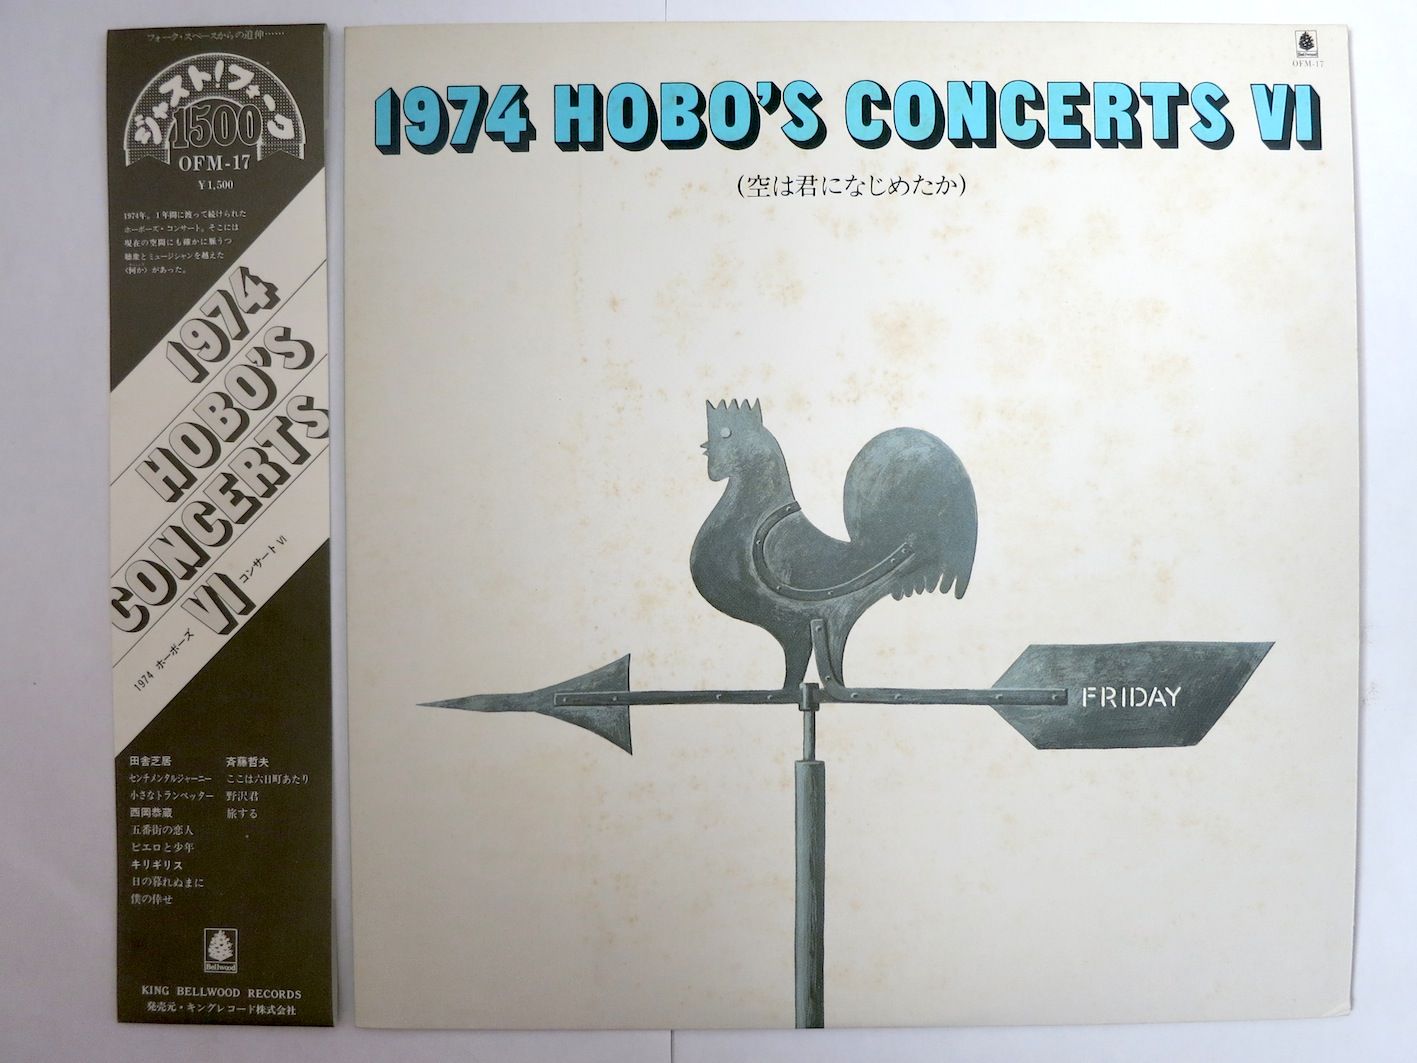 フォーク・スペースからの道伸……
ジャスト!フォーク
1500
OFM-17
¥1,500
1974年。1年間に渡って続けられた
ホーボーズ・コンサート。そこには
現在の空間にも確かに脈うつ
聴衆とミュージシャンを越えた
〈何か〉があった。
1974
HOBO'S
CONCERTS
VI
1974 ホーボーズ コンサート VI
田舎芝居
センチメンタルジャーニー
小さなトランペッター
西岡恭蔵
五番街の恋人
ピエロと少年
キリギリス
日の暮れぬまに
僕の倖せ
斉藤哲夫
ここは六日町あたり
野沢君
旅する
Bellwood
KING BELLWOOD RECORDS
発売元・キングレコード株式会社
Bellwood
OFM-17
1974 HOBO'S CONCERTS VI
(空は君になじめたか)
FRIDAY